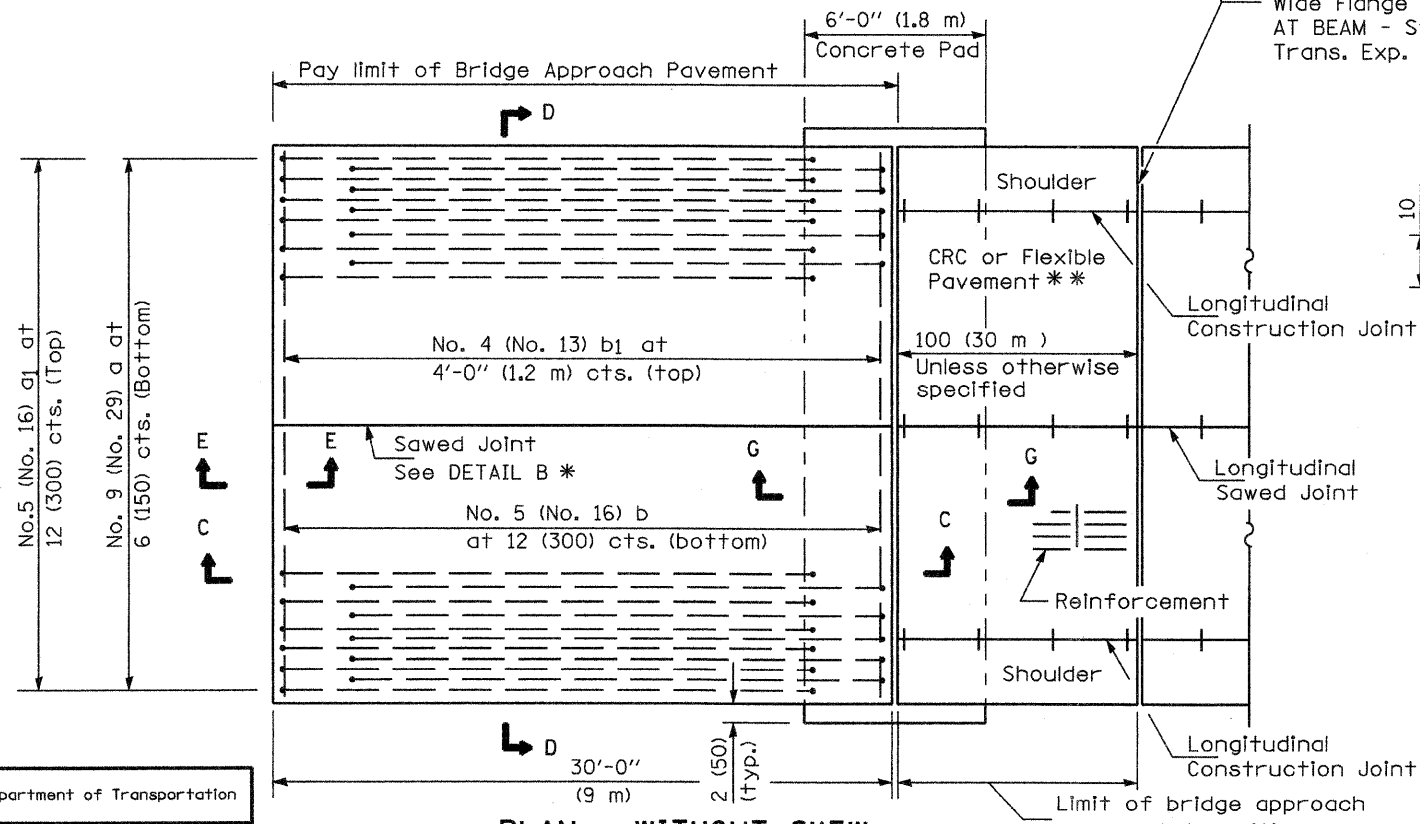 Wide Flange
AT BEAM - S
Trans. Exp.
6'-0" (1.8 m)
Concrete Pad
Pay limit of Bridge Approach Pavement
D
Shoulder
10
CRC or Flexible
Pavement * *
Longitudinal
Construction Joint
No.5 (No. 16) a1 at
12 (300) cts. (Top)
No. 9 (No. 29) a at
6 (150) cts. (Bottom)
No. 4 (No. 13) b1 at
4'-0" (1.2 m) cts. (top)
100 (30 m )
Unless otherwise
specified
E
E
Sawed Joint
See DETAIL B *
G
G
Longitudinal
Sawed Joint
C
No. 5 (No. 16) b
at 12 (300) cts. (bottom)
C
Reinforcement
Shoulder
D
30'-0"
(9 m)
2 (50)
(typ.)
Longitudinal
Construction Joint
partment of Transportation
Limit of bridge approach
PLAN - WITHOUT SKEW